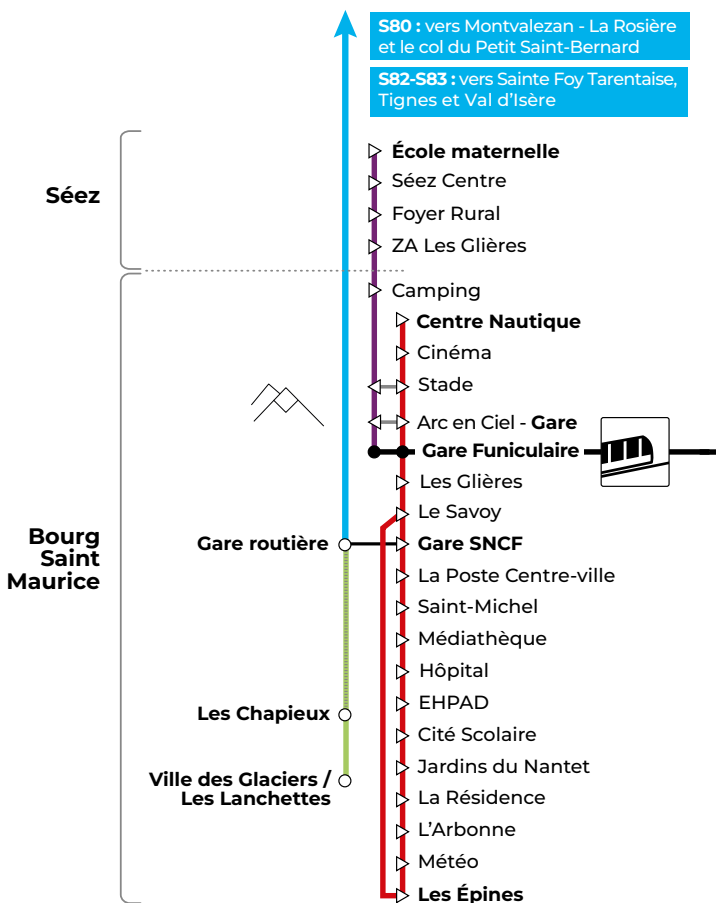 S80 : vers Montvalezan - La Rosière
et le col du Petit Saint-Bernard
S82-S83 : vers Sainte Foy Tarentaise,
Tignes et Val d’Isère
Séez
École maternelle
Séez Centre
Foyer Rural
ZA Les Glières
Camping
Centre Nautique
Cinéma
Stade
Arc en Ciel - Gare
Gare Funiculaire
Les Glières
Le Savoy
Bourg
Saint
Maurice
Gare routière
Gare SNCF
La Poste Centre-ville
Saint-Michel
Médiathèque
Hôpital
EHPAD
Les Chapieux
Cité Scolaire
Jardins du Nantet
Ville des Glaciers /
Les Lanchettes
La Résidence
L’Arbonne
Météo
Les Épines